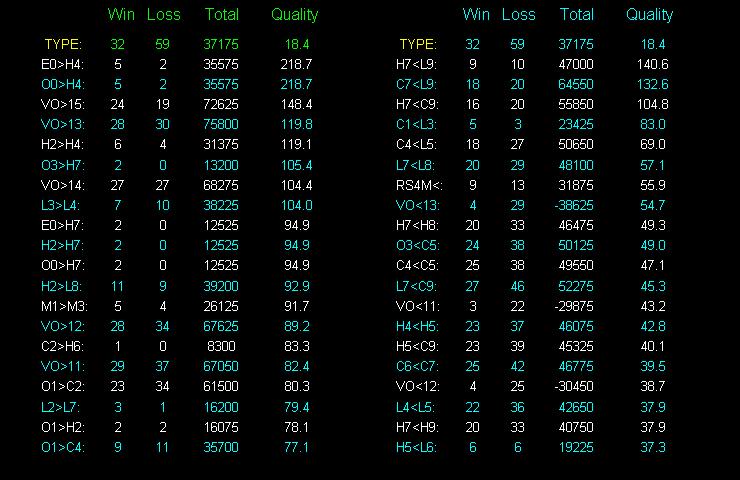 Win Loss Total Quality Win Loss Total Quality
TYPE: 32 59 37175 18.4 TYPE: 32 59 37175 18.4
E0>H4: 5 2 35575 218.7 H7<L9: 9 10 47000 140.6
O0>H4: 5 2 35575 218.7 C7<L9: 18 20 64550 132.6
VO>15: 24 19 72625 148.4 H7<C9: 16 20 55850 104.8
VO>13: 28 30 75800 119.8 C1<L3: 5 3 23425 83.0
H2>H4: 6 4 31375 119.1 C4<L5: 18 27 50650 69.0
O3>H7: 2 0 13200 105.4 L7<L8: 20 29 48100 57.1
VO>14: 27 27 68275 104.4 RS4M<: 9 13 31875 55.9
L3>L4: 7 10 38225 104.0 VO<13: 4 29 -38625 54.7
E0>H7: 2 0 12525 94.9 H7<H8: 20 33 46475 49.3
H2>H7: 2 0 12525 94.9 O3<C5: 24 38 50125 49.0
O0>H7: 2 0 12525 94.9 C4<C5: 25 38 49550 47.1
H2>L8: 11 9 39200 92.9 L7<C9: 27 46 52275 45.3
M1>M3: 5 4 26125 91.7 VO<11: 3 22 -29875 43.2
VO>12: 28 34 67625 89.2 H4<H5: 23 37 46075 42.8
C2>H6: 1 0 8300 83.3 H5<C9: 23 39 45325 40.1
VO>11: 29 37 67050 82.4 C6<C7: 25 42 46775 39.5
O1>C2: 23 34 61500 80.3 VO<12: 4 25 -30450 38.7
L2>L7: 3 1 16200 79.4 L4<L5: 22 36 42650 37.9
O1>H2: 2 2 16075 78.1 H7<H9: 20 33 40750 37.9
O1>C4: 9 11 35700 77.1 H5<L6: 6 6 19225 37.3